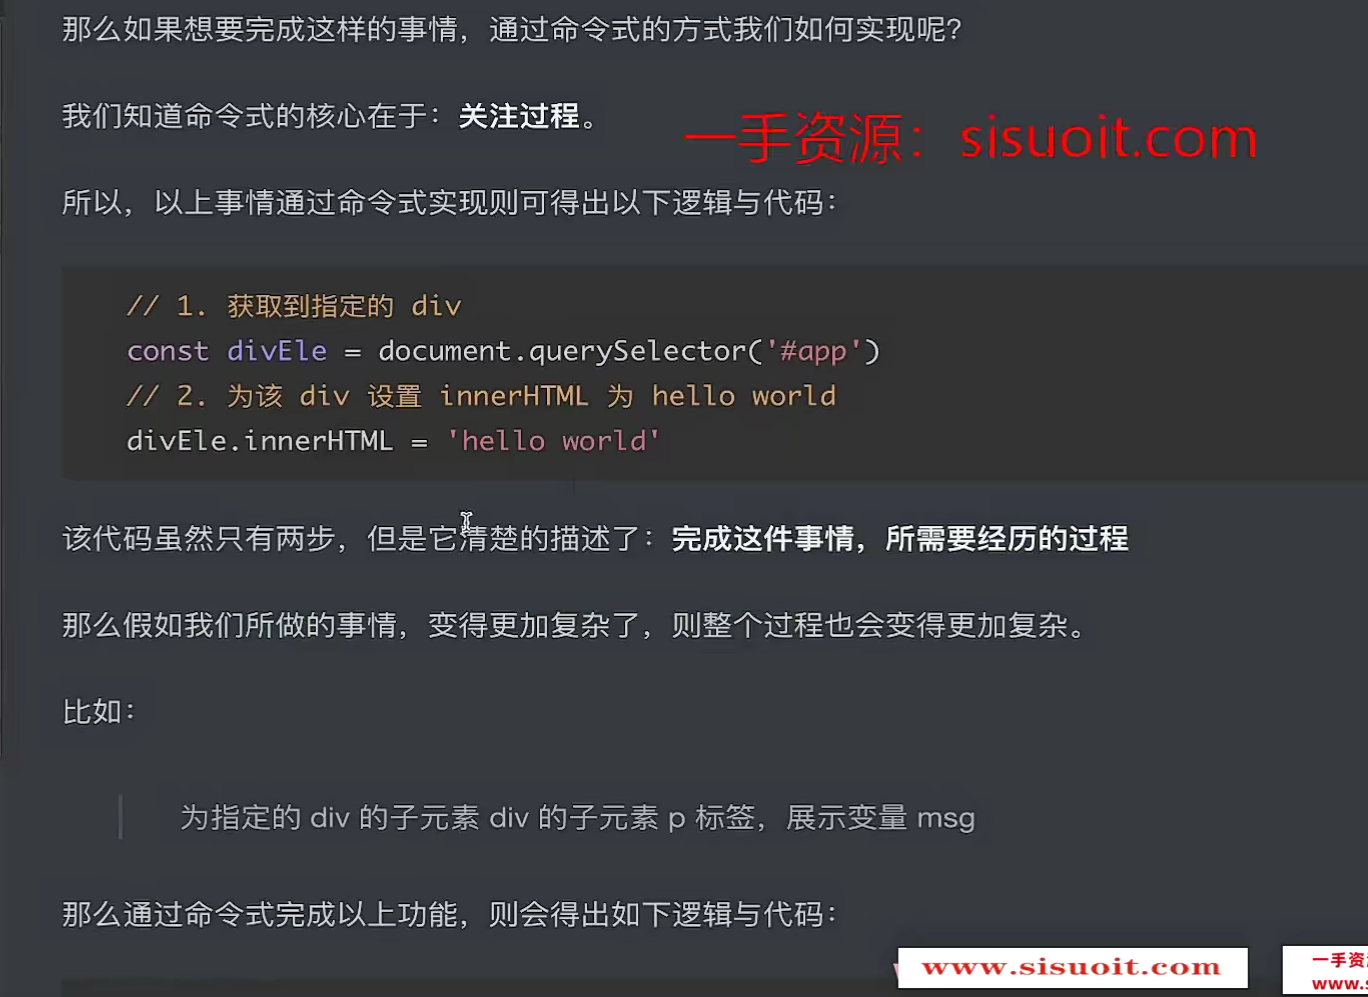 那么如果想要完成这样的事情，通过命令式的方式我们如何实现呢？
我们知道命令式的核心在于：关注过程。
一手资源：sisuoit.com
所以，以上事情通过命令式实现则可得出以下逻辑与代码：
// 1. 获取到指定的 div
const divEle = document.querySelector('#app')
// 2. 为该 div 设置 innerHTML 为 hello world
divEle.innerHTML = 'hello world'
该代码虽然只有两步，但是它清楚的描述了：完成这件事情，所需要经历的过程
那么假如我们所做的事情，变得更加复杂了，则整个过程也会变得更加复杂。
比如：
为指定的 div 的子元素 div 的子元素 p 标签，展示变量 msg
那么通过命令式完成以上功能，则会得出如下逻辑与代码：
www.sisuoit.com
一手资
www.